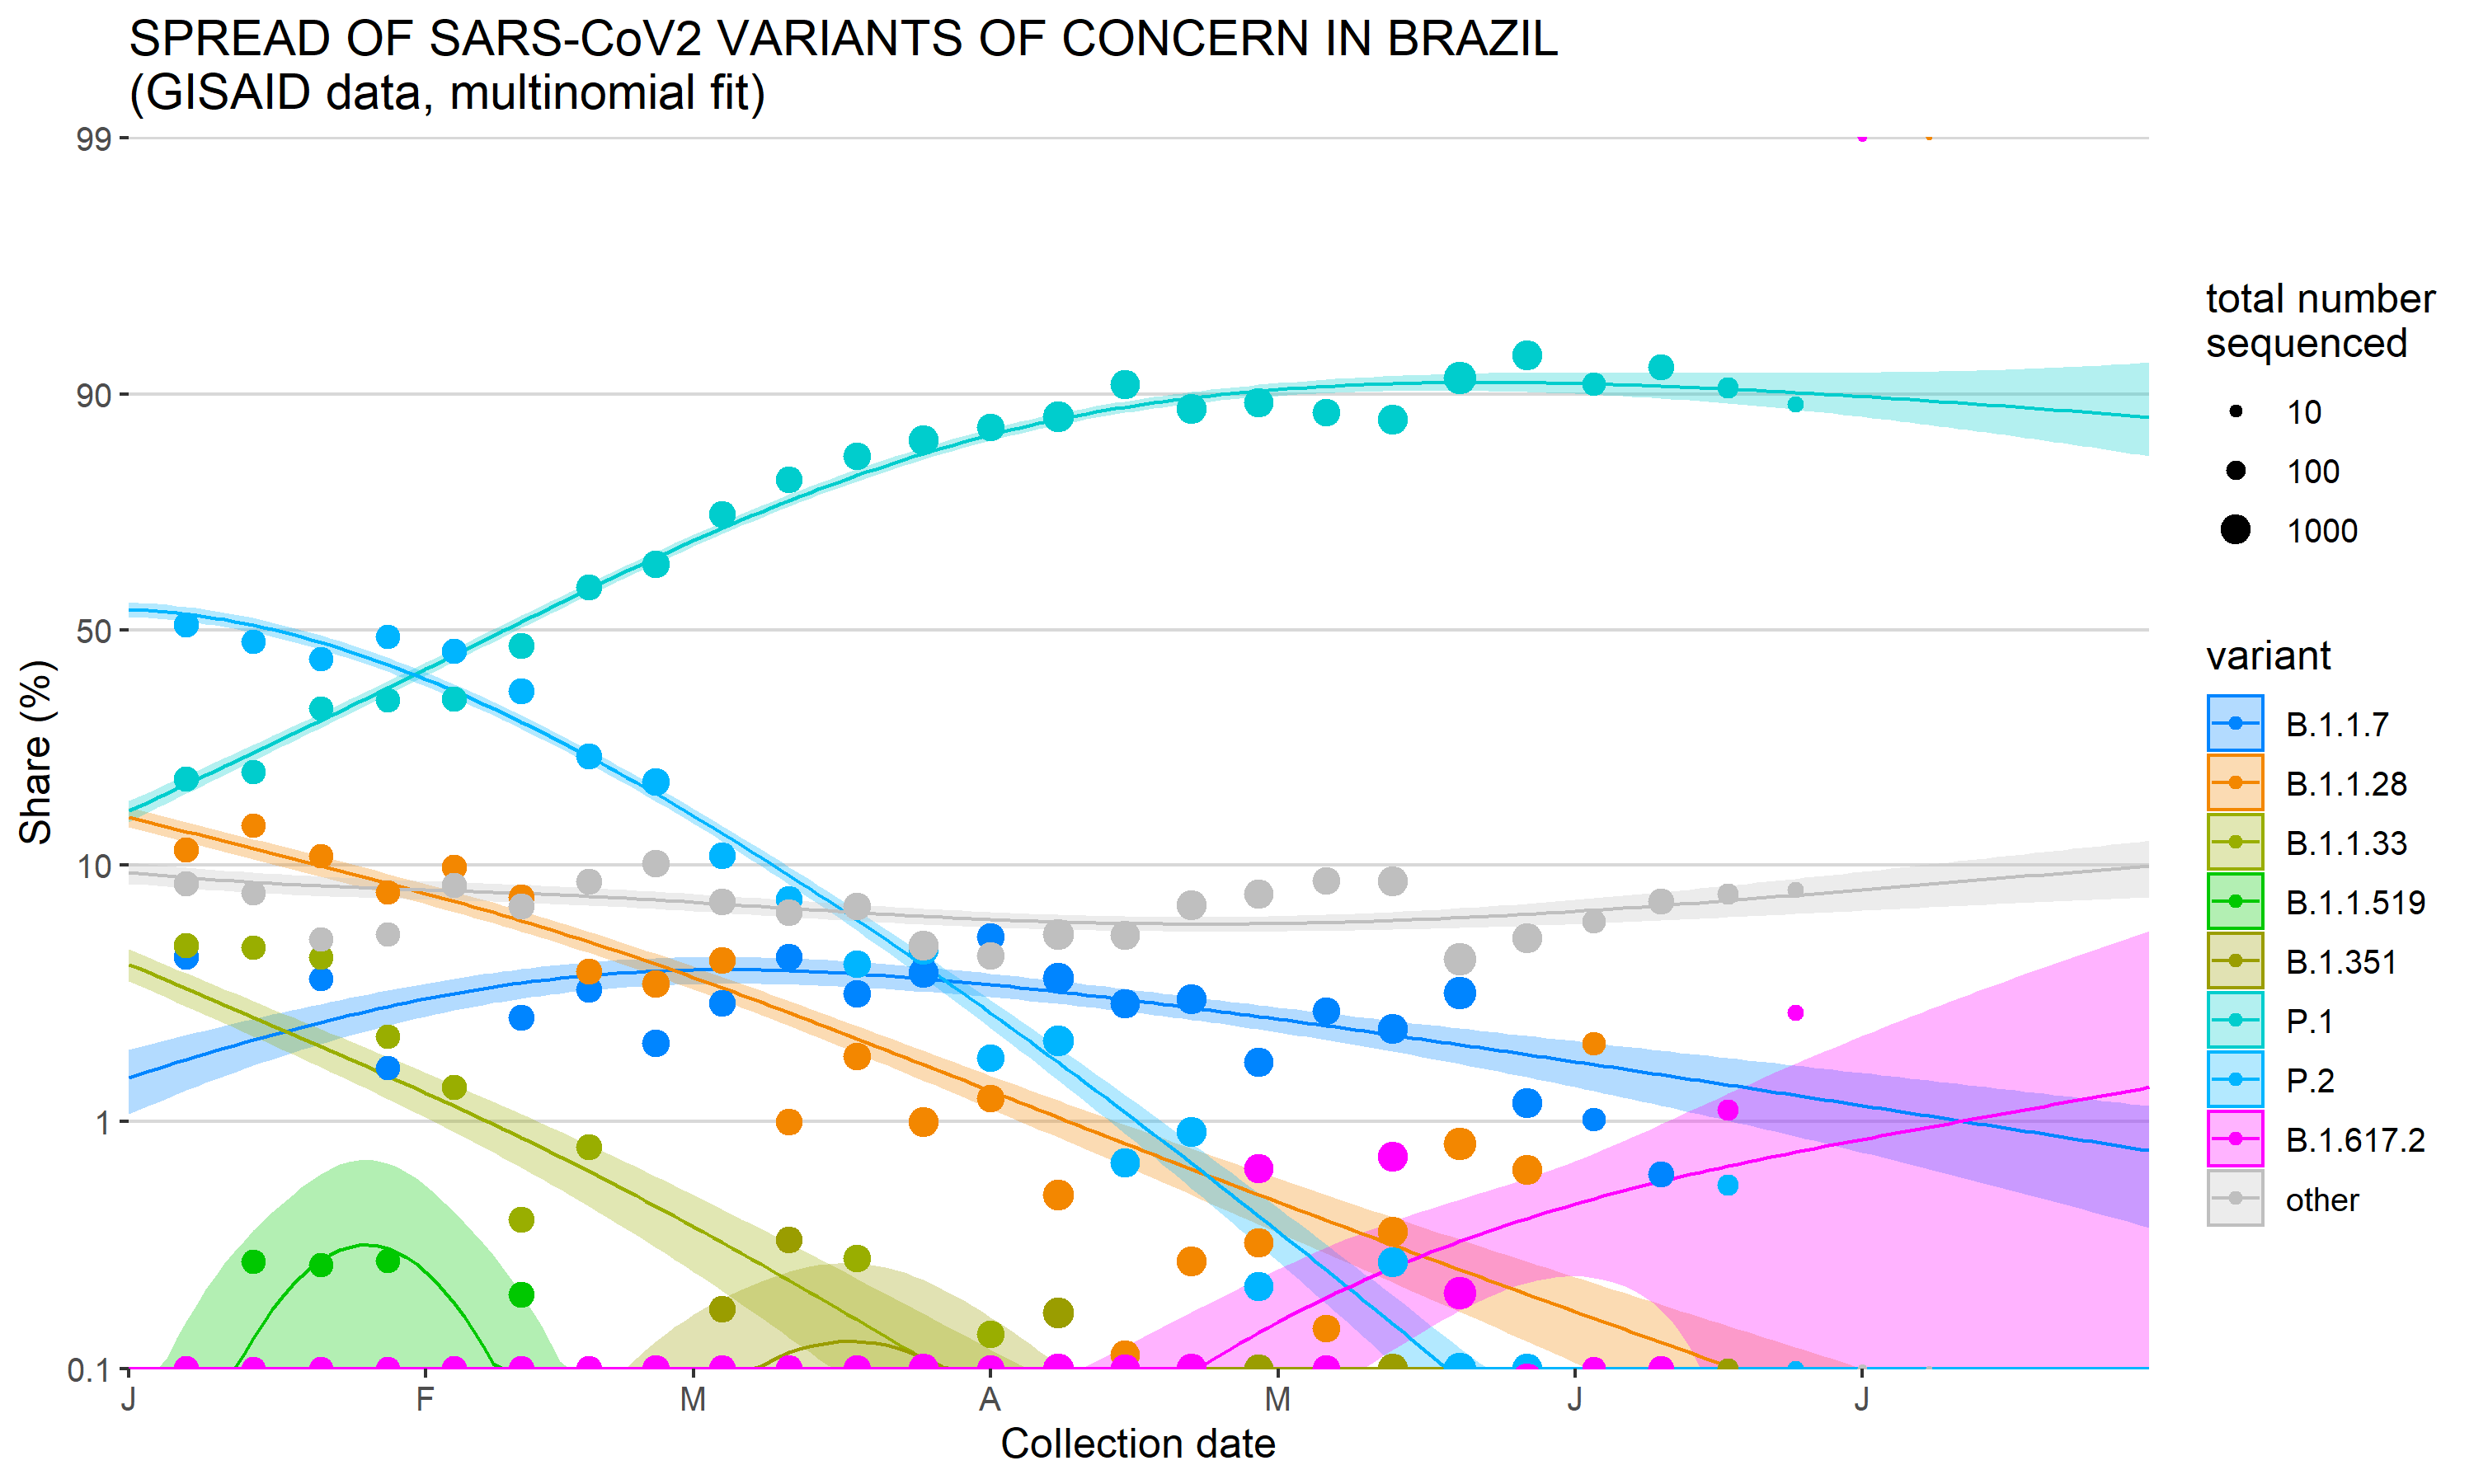 SPREAD OF SARS-CoV2 VARIANTS OF CONCERN IN BRAZIL
(GISAID data, multinomial fit)
99
90
50
10
1
0.1
Share (%)
J
F
M
A
M
J
J
Collection date
total number
sequenced
10
100
1000
variant
B.1.1.7
B.1.1.28
B.1.1.33
B.1.1.519
B.1.351
P.1
P.2
B.1.617.2
other